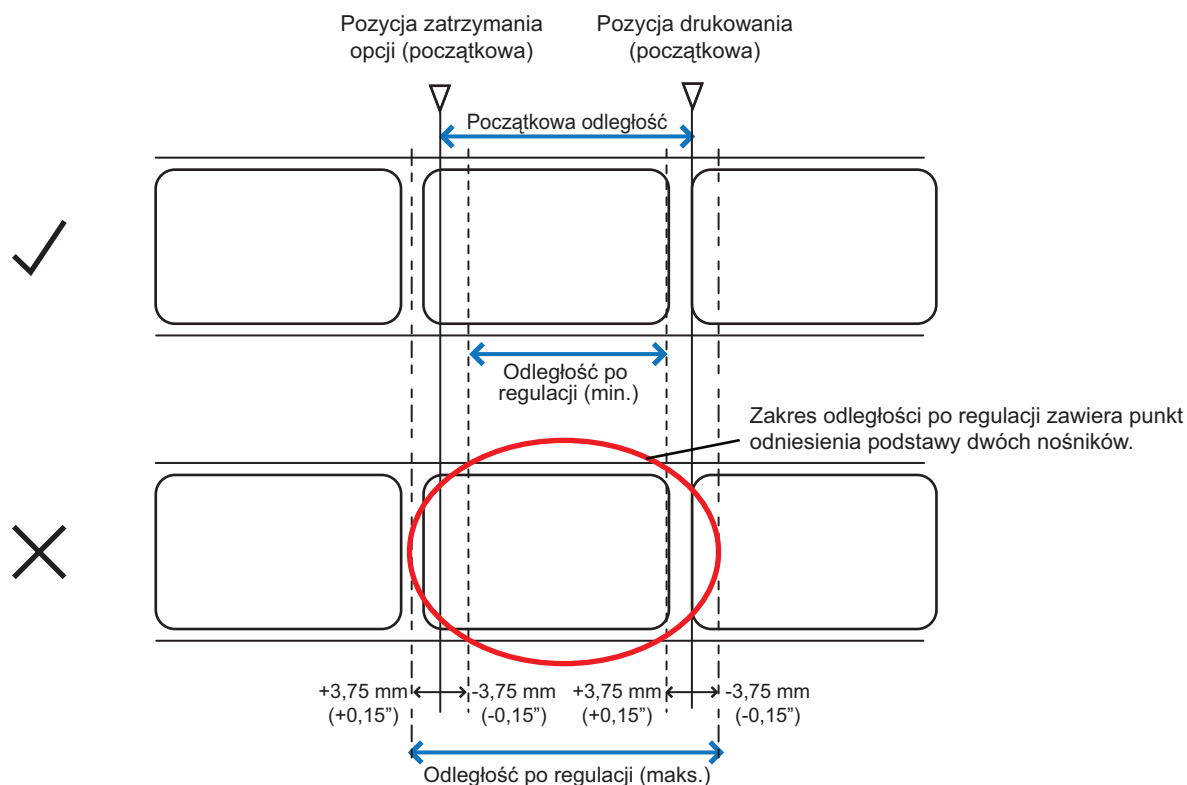 Pozycja zatrzymania
opcji (początkowa)
Pozycja drukowania
(początkowa)
Początkowa odległość
Odległość po
regulacji (min.)
Zakres odległości po regulacji zawiera punkt
odniesienia podstawy dwóch nośników.
+3,75 mm
(+0,15”)
-3,75 mm
(-0,15”)
+3,75 mm
(+0,15”)
-3,75 mm
(-0,15”)
Odległość po regulacji (maks.)